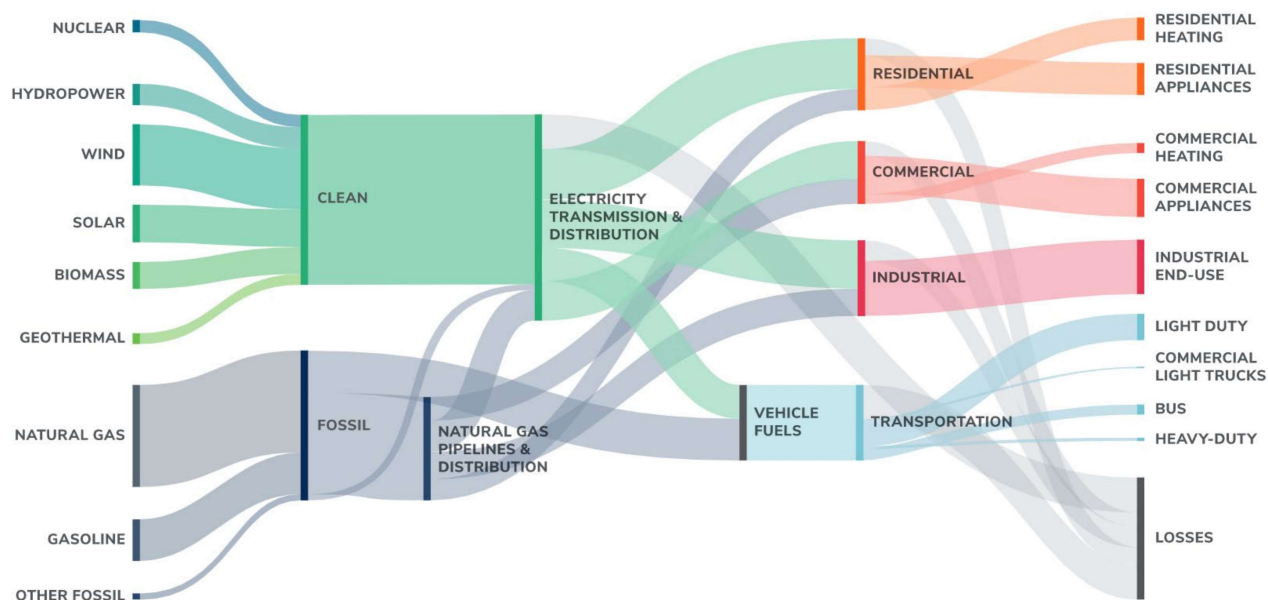 NUCLEAR
HYDROPOWER
WIND
SOLAR
BIOMASS
GEOTHERMAL
NATURAL GAS
GASOLINE
OTHER FOSSIL
CLEAN
FOSSIL
NATURAL GAS
PIPELINES &
DISTRIBUTION
ELECTRICITY
TRANSMISSION &
DISTRIBUTION
VEHICLE
FUELS
RESIDENTIAL
COMMERCIAL
INDUSTRIAL
TRANSPORTATION
RESIDENTIAL
HEATING
RESIDENTIAL
APPLIANCES
COMMERCIAL
HEATING
COMMERCIAL
APPLIANCES
INDUSTRIAL
END-USE
LIGHT DUTY
COMMERCIAL
LIGHT TRUCKS
BUS
HEAVY-DUTY
LOSSES